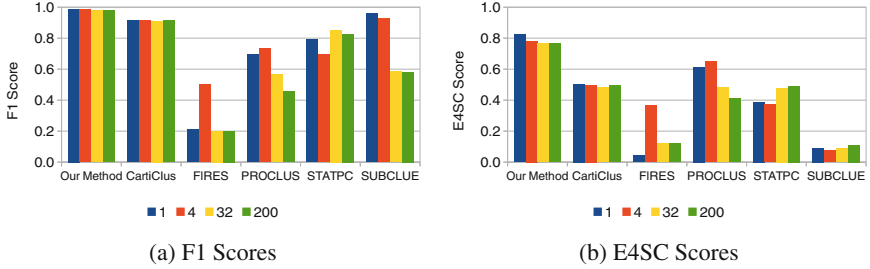 F1 Score
1.0
0.8
0.6
0.4
0.2
0.0
Our Method CartiClus FIRES PROCLUS STATPC SUBCLUE
1 4 32 200
(a) F1 Scores
E4SC Score
1.0
0.8
0.6
0.4
0.2
0.0
Our Method CartiClus FIRES PROCLUS STATPC SUBCLUE
1 4 32 200
(b) E4SC Scores